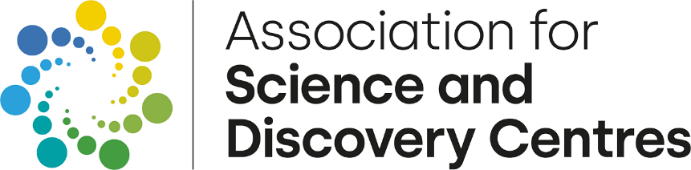 Association for
Science and
Discovery Centres